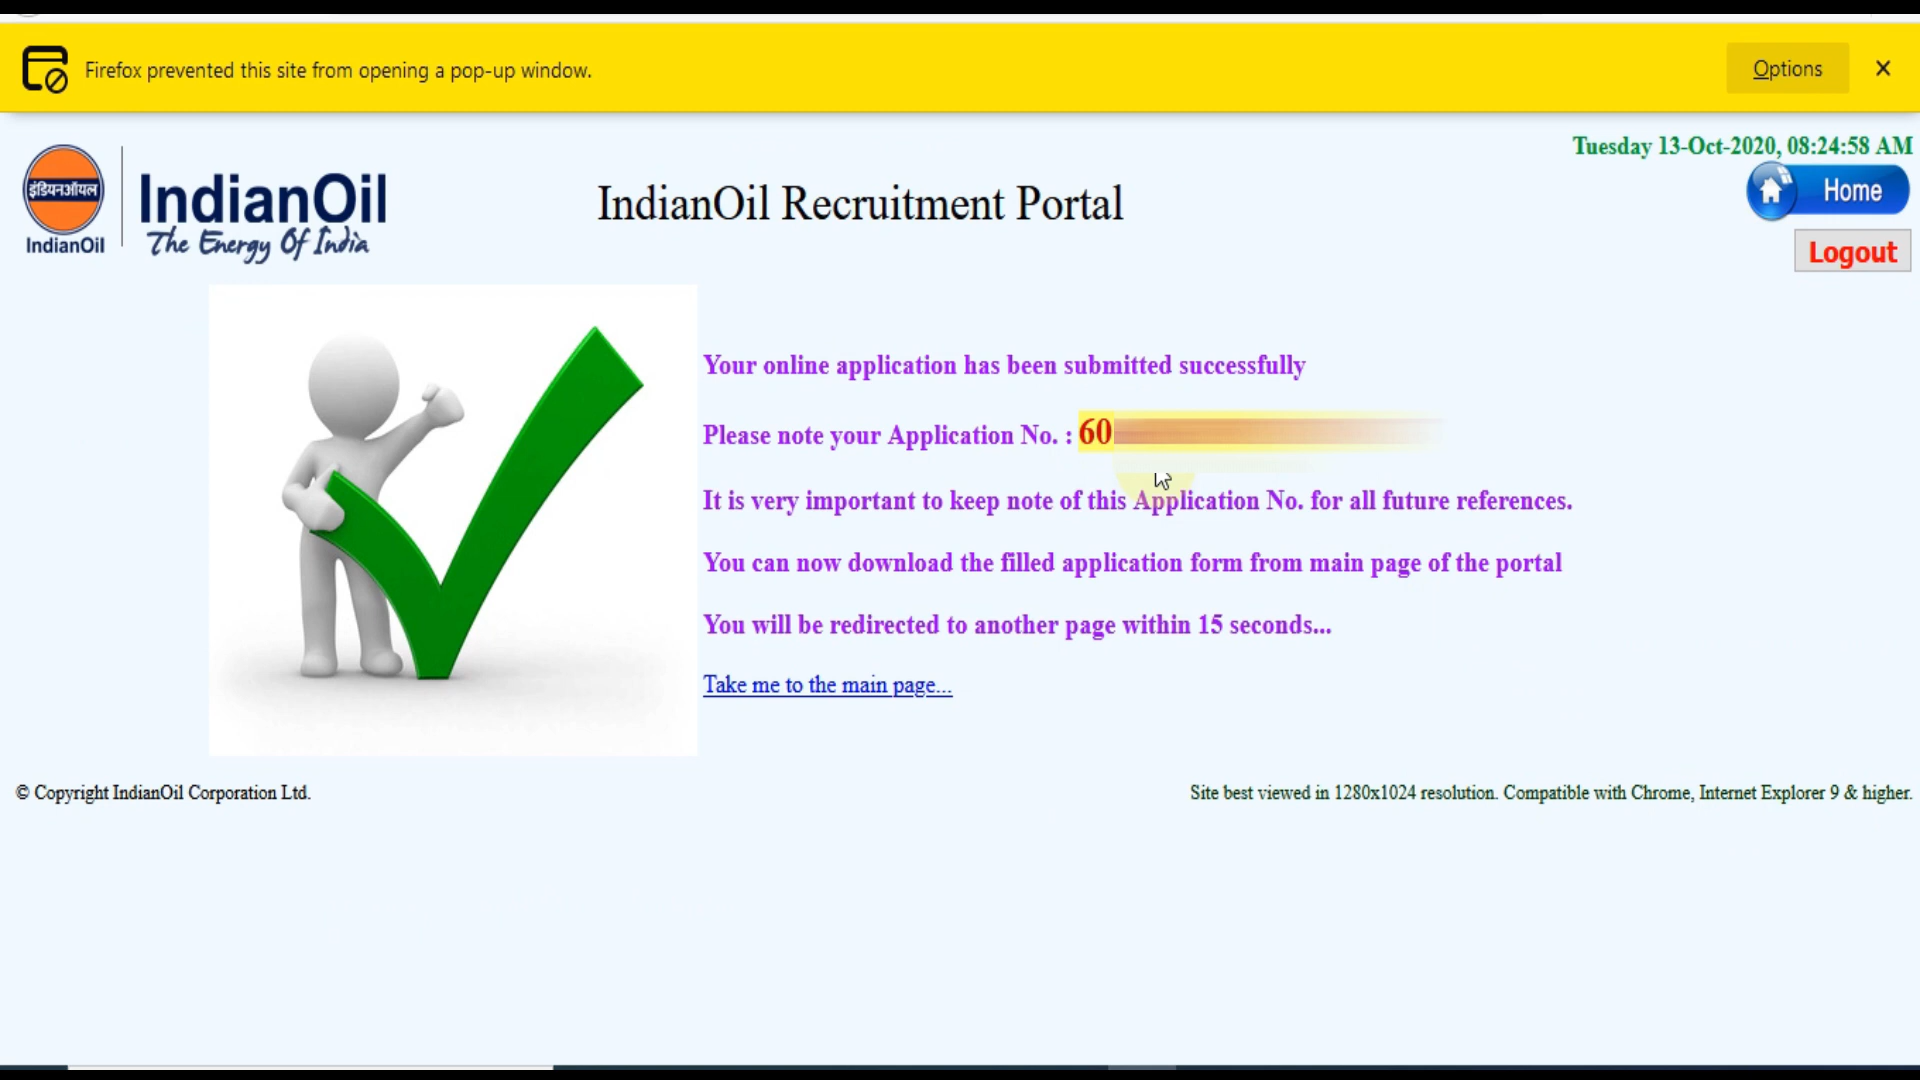 Firefox prevented this site from opening a pop-up window.
Options
Tuesday 13-Oct-2020, 08:24:58 AM
इंडियनऑयल
IndianOil
IndianOil
The Energy Of India
IndianOil Recruitment Portal
Home
Logout
Your online application has been submitted successfully
Please note your Application No. : 60
It is very important to keep note of this Application No. for all future references.
You can now download the filled application form from main page of the portal
You will be redirected to another page within 15 seconds...
Take me to the main page...
© Copyright IndianOil Corporation Ltd.
Site best viewed in 1280x1024 resolution. Compatible with Chrome, Internet Explorer 9 & higher.